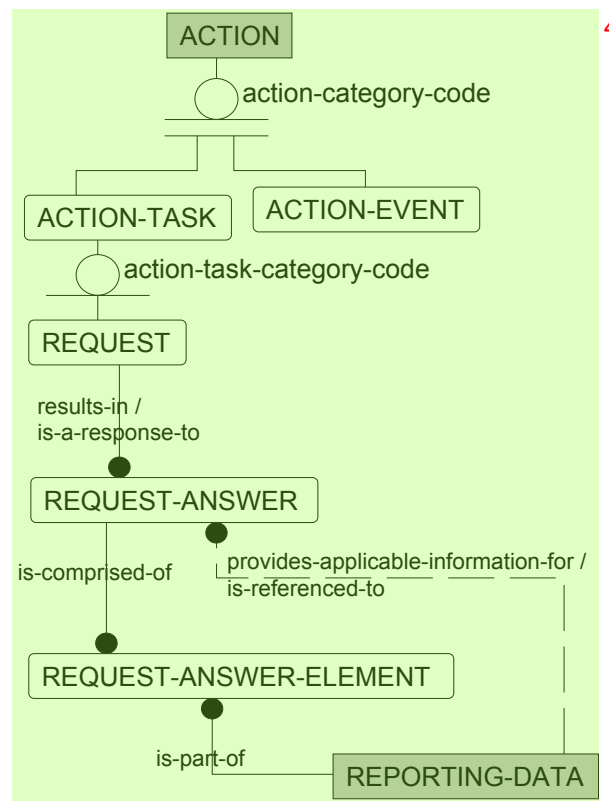 ACTION
4
action-category-code
ACTION-TASK
ACTION-EVENT
action-task-category-code
REQUEST
results-in /
is-a-response-to
REQUEST-ANSWER
provides-applicable-information-for /
is-comprised-of
is-referenced-to
REQUEST-ANSWER-ELEMENT
is-part-of
REPORTING-DATA